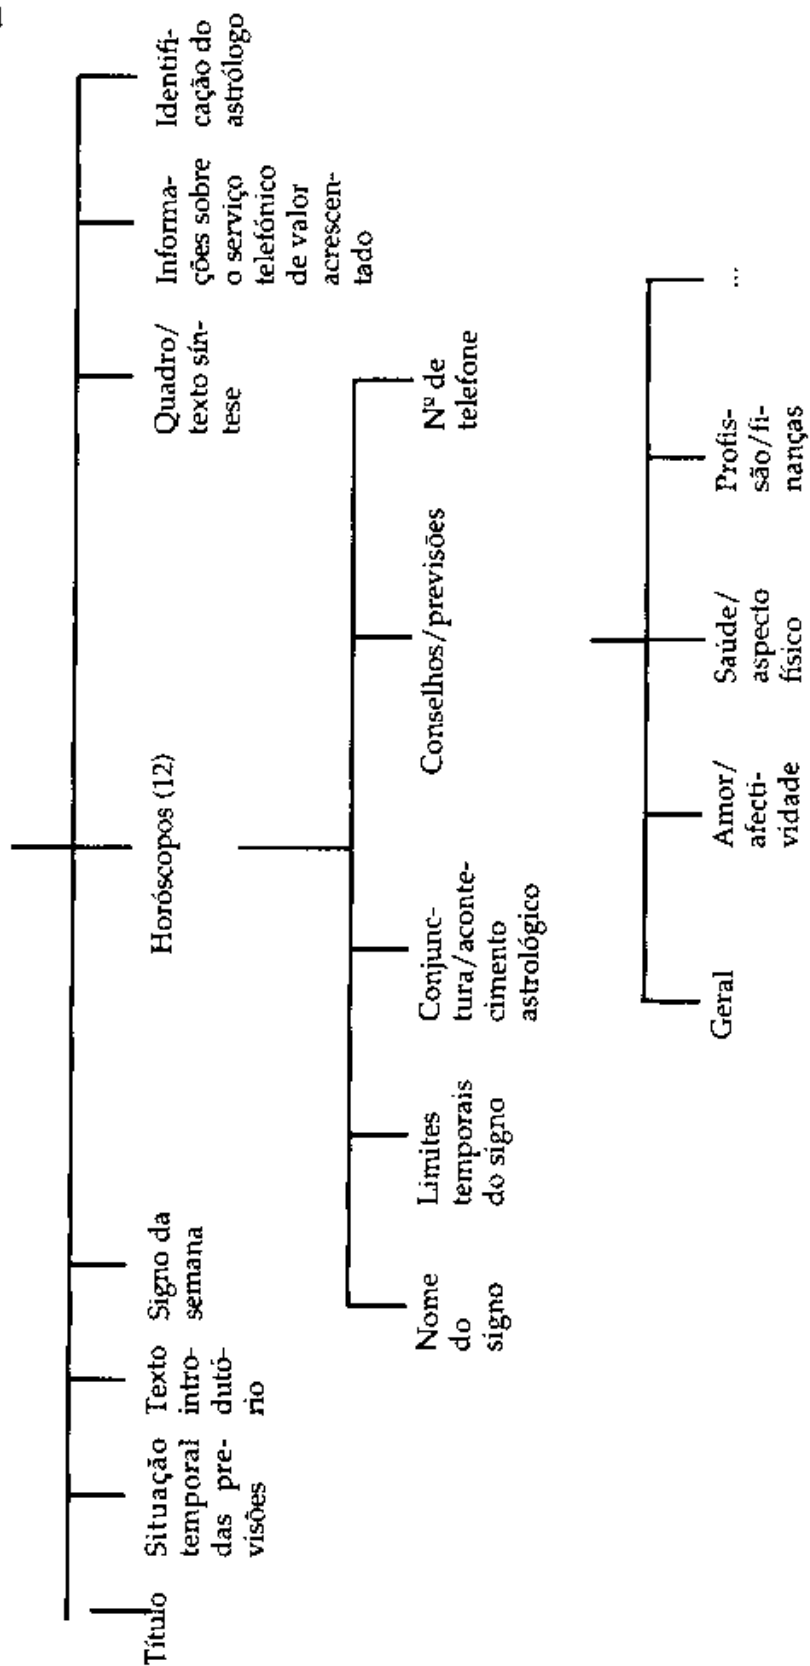 Título
Situação
temporal
das pre-
visões
Texto
intro-
dutó-
rio
Signo da
semana
Horóscopos (12)
Quadro/
texto sín-
tese
Informa-
ções sobre
o serviço
telefónico
de valor
acrescen-
tado
Identifi-
cação do
astrólogo
Nome
do
signo
Limites
temporais
do signo
Conjunc-
tura/aconte-
cimento
astrológico
Conselhos/previsões
Nº de
telefone
Geral
Amor/
afecti-
vidade
Saúde/
aspecto
físico
Profis-
são/fi-
nanças
...